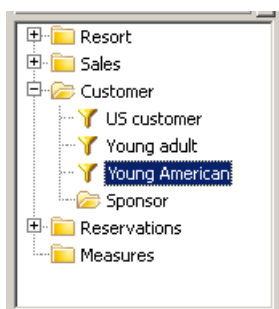 Resort
Sales
Customer
US customer
Young adult
Young American
Sponsor
Reservations
Measures